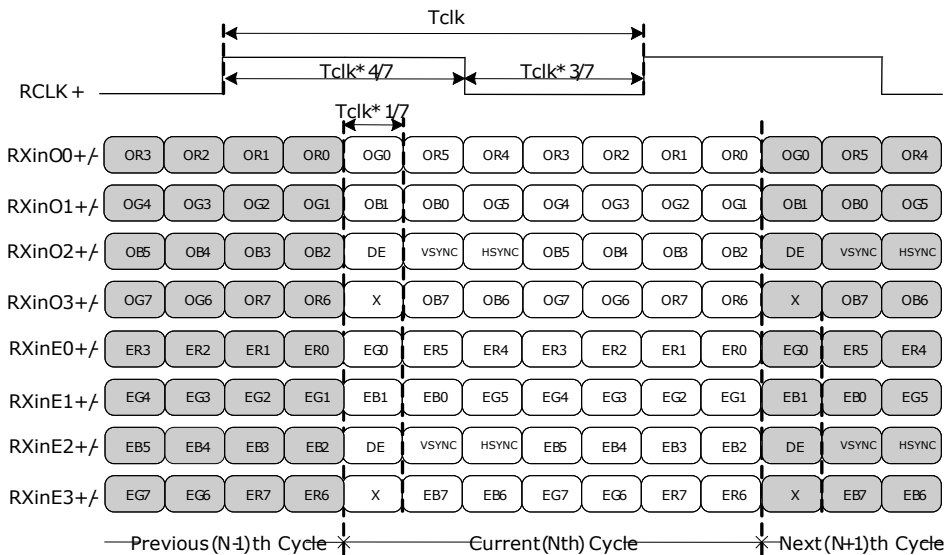 Tclk
Tclk*4/7 Tclk*3/7
RCLK+
Tclk*1/7
RXinO0+/- OR3 OR2 OR1 OR0 OG0 OR5 OR4 OR3 OR2 OR1 OR0 OG0 OR5 OR4
RXinO1+/- OG4 OG3 OG2 OG1 OB1 OB0 OG5 OG4 OG3 OG2 OG1 OB1 OB0 OG5
RXinO2+/- OB5 OB4 OB3 OB2 DE VSYNC HSYNC OB5 OB4 OB3 OB2 DE VSYNC HSYNC
RXinO3+/- OG7 OG6 OR7 OR6 X OB7 OB6 OG7 OG6 OR7 OR6 X OB7 OB6
RXinE0+/- ER3 ER2 ER1 ER0 EG0 ER5 ER4 ER3 ER2 ER1 ER0 EG0 ER5 ER4
RXinE1+/- EG4 EG3 EG2 EG1 EB1 EB0 EG5 EG4 EG3 EG2 EG1 EB1 EB0 EG5
RXinE2+/- EB5 EB4 EB3 EB2 DE VSYNC HSYNC EB5 EB4 EB3 EB2 DE VSYNC HSYNC
RXinE3+/- EG7 EG6 ER7 ER6 X EB7 EB6 EG7 EG6 ER7 ER6 X EB7 EB6
Previous(N-1)th Cycle Current(Nth) Cycle Next(N+1)th Cycle